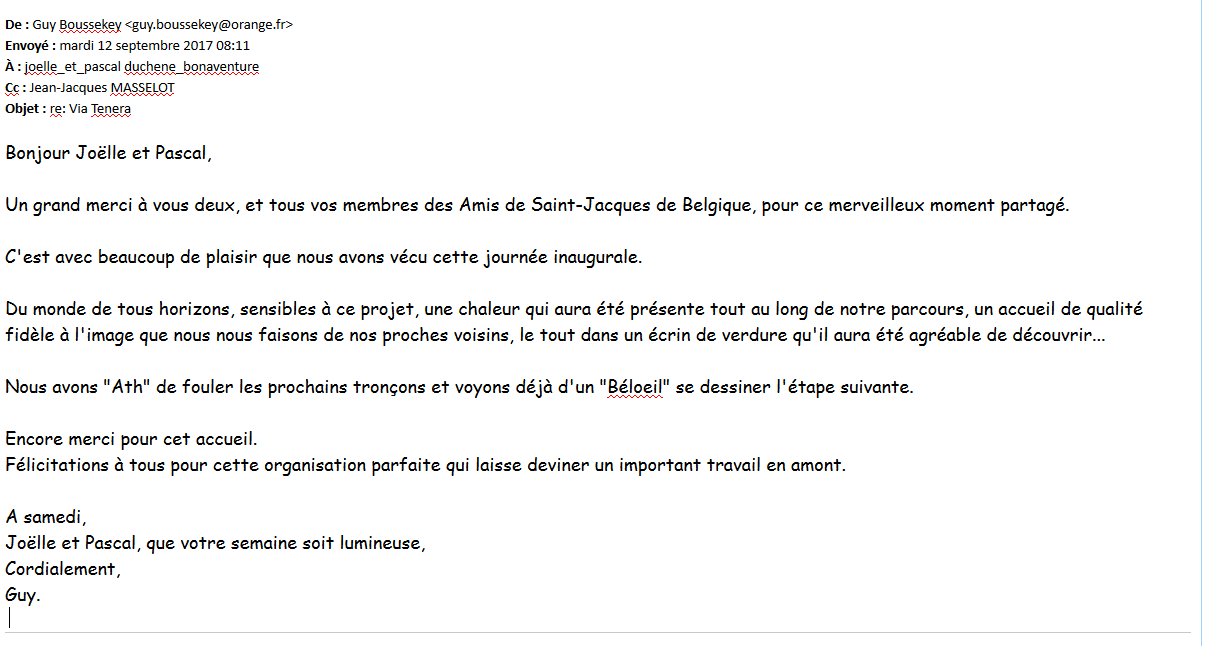 De : Guy Boussekey <guy.boussekey@orange.fr>
Envoyé : mardi 12 septembre 2017 08:11
À : joelle_et_pascal duchene_bonaventure
Cc : Jean-Jacques MASSELOT
Objet : re: Via Tenera
Bonjour Joëlle et Pascal,
Un grand merci à vous deux, et tous vos membres des Amis de Saint-Jacques de Belgique, pour ce merveilleux moment partagé.
C'est avec beaucoup de plaisir que nous avons vécu cette journée inaugurale.
Du monde de tous horizons, sensibles à ce projet, une chaleur qui aura été présente tout au long de notre parcours, un accueil de qualité
fidèle à l'image que nous nous faisons de nos proches voisins, le tout dans un écrin de verdure qu'il aura été agréable de découvrir...
Nous avons "Ath" de fouler les prochains tronçons et voyons déjà d'un "Béloeil" se dessiner l'étape suivante.
Encore merci pour cet accueil.
Félicitations à tous pour cette organisation parfaite qui laisse deviner un important travail en amont.
A samedi,
Joëlle et Pascal, que votre semaine soit lumineuse,
Cordialement,
Guy.